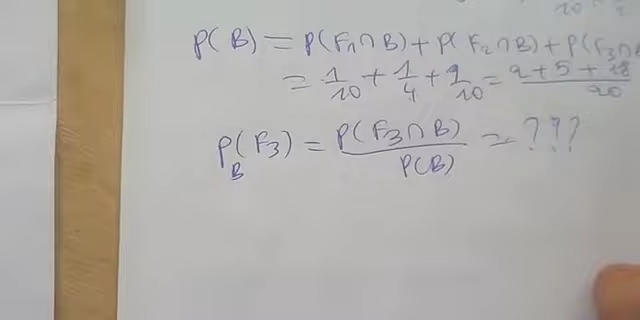 P(B) = P(F1∩B) + P(F2∩B) + P(F3∩B
= 1/10 + 1/4 + 9/10 = 2 + 5 + 18 / 20
P_B(F3) = P(F3∩B) / P(B) = ???